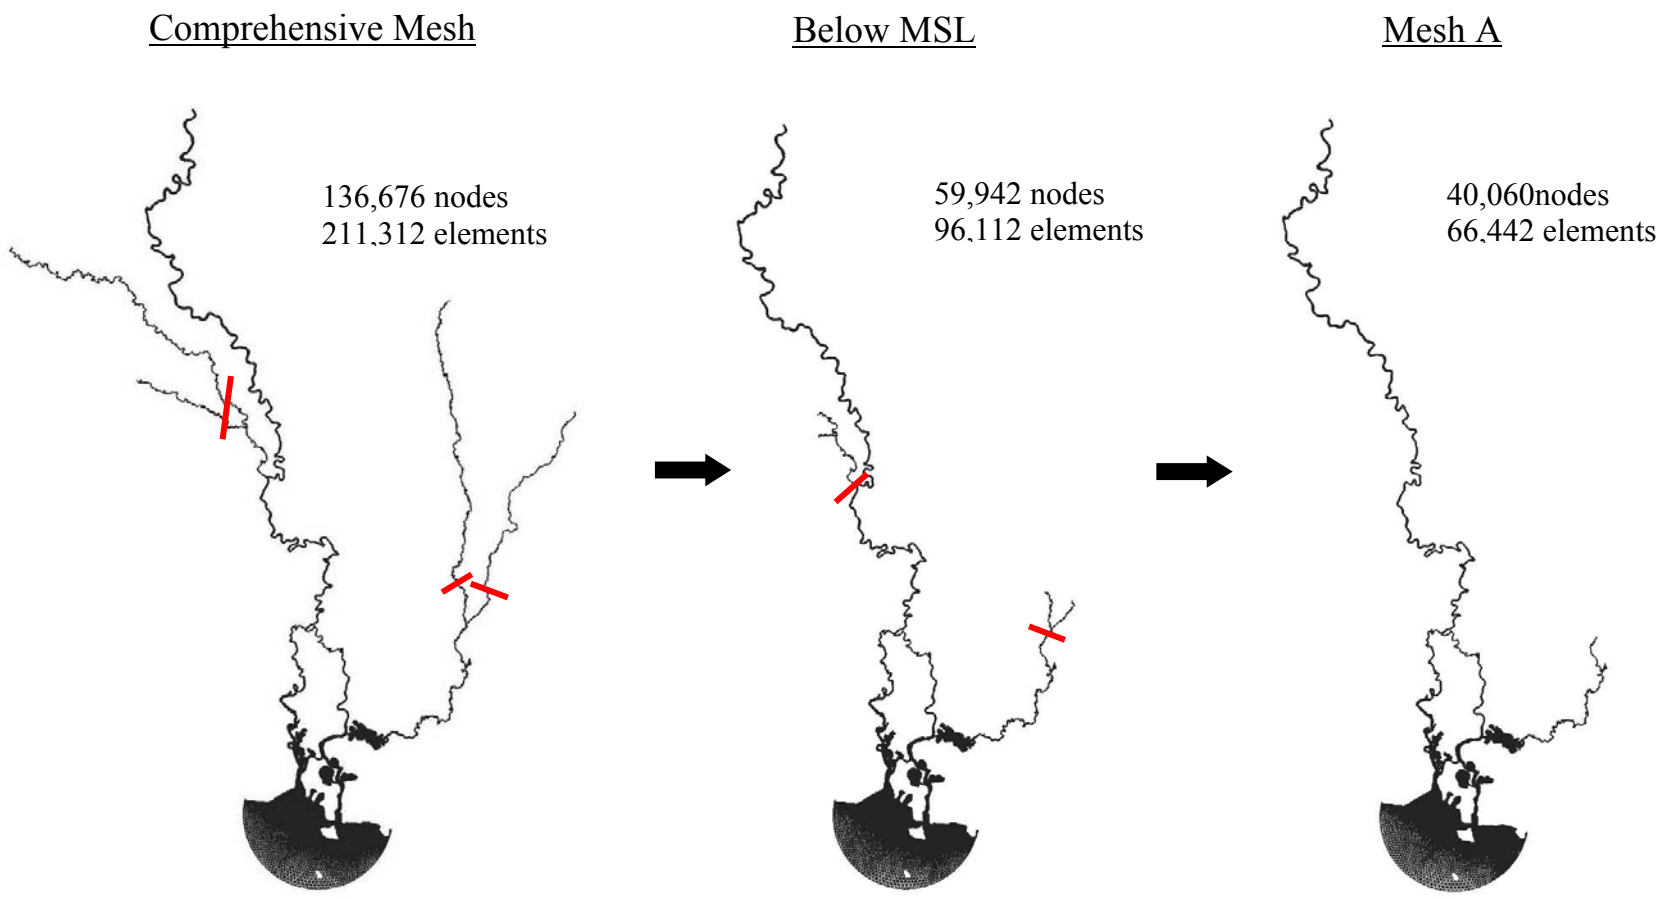 Comprehensive Mesh
136,676 nodes
211,312 elements
Below MSL
59,942 nodes
96,112 elements
Mesh A
40,060nodes
66,442 elements